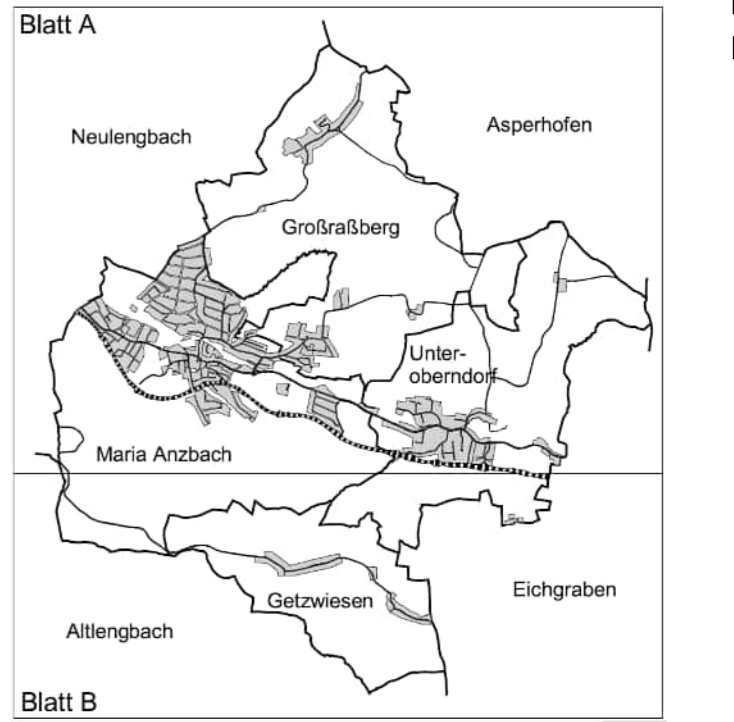 Blatt A
Neulengbach
Asperhofen
Großraßberg
Unter-
oberndorf
Maria Anzbach
Eichgraben
Getzwiesen
Altlengbach
Blatt B